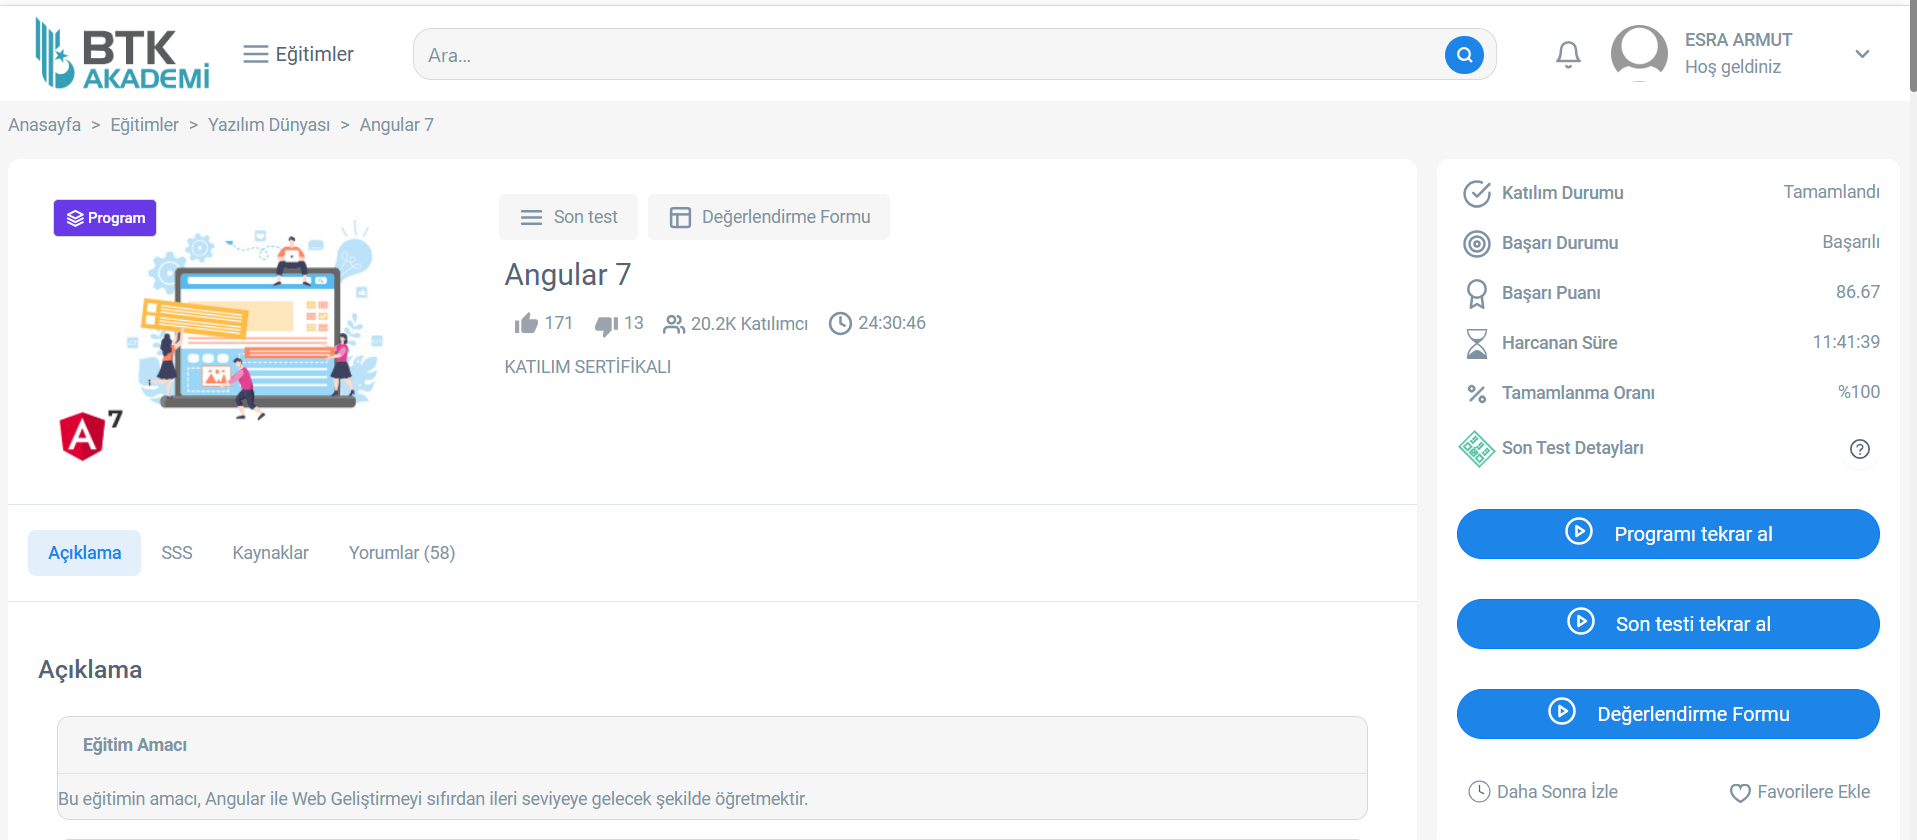 BTK
AKADEMİ
Eğitimler
Ara...
ESRA ARMUT
Hoş geldiniz
Anasayfa > Eğitimler > Yazılım Dünyası > Angular 7
Program
7
A
Son test
Değerlendirme Formu
Angular 7
171
13
20.2K Katılımcı
24:30:46
KATILIM SERTİFİKALI
Açıklama
SSS
Kaynaklar
Yorumlar (58)
Açıklama
Eğitim Amacı
Bu eğitimin amacı, Angular ile Web Geliştirmeyi sıfırdan ileri seviyeye gelecek şekilde öğretmektir.
Katılım Durumu Tamamlandı
Başarı Durumu Başarılı
Başarı Puanı 86.67
Harcanan Süre 11:41:39
Tamamlanma Oranı %100
Son Test Detayları
Programı tekrar al
Son testi tekrar al
Değerlendirme Formu
Daha Sonra İzle
Favorilere Ekle